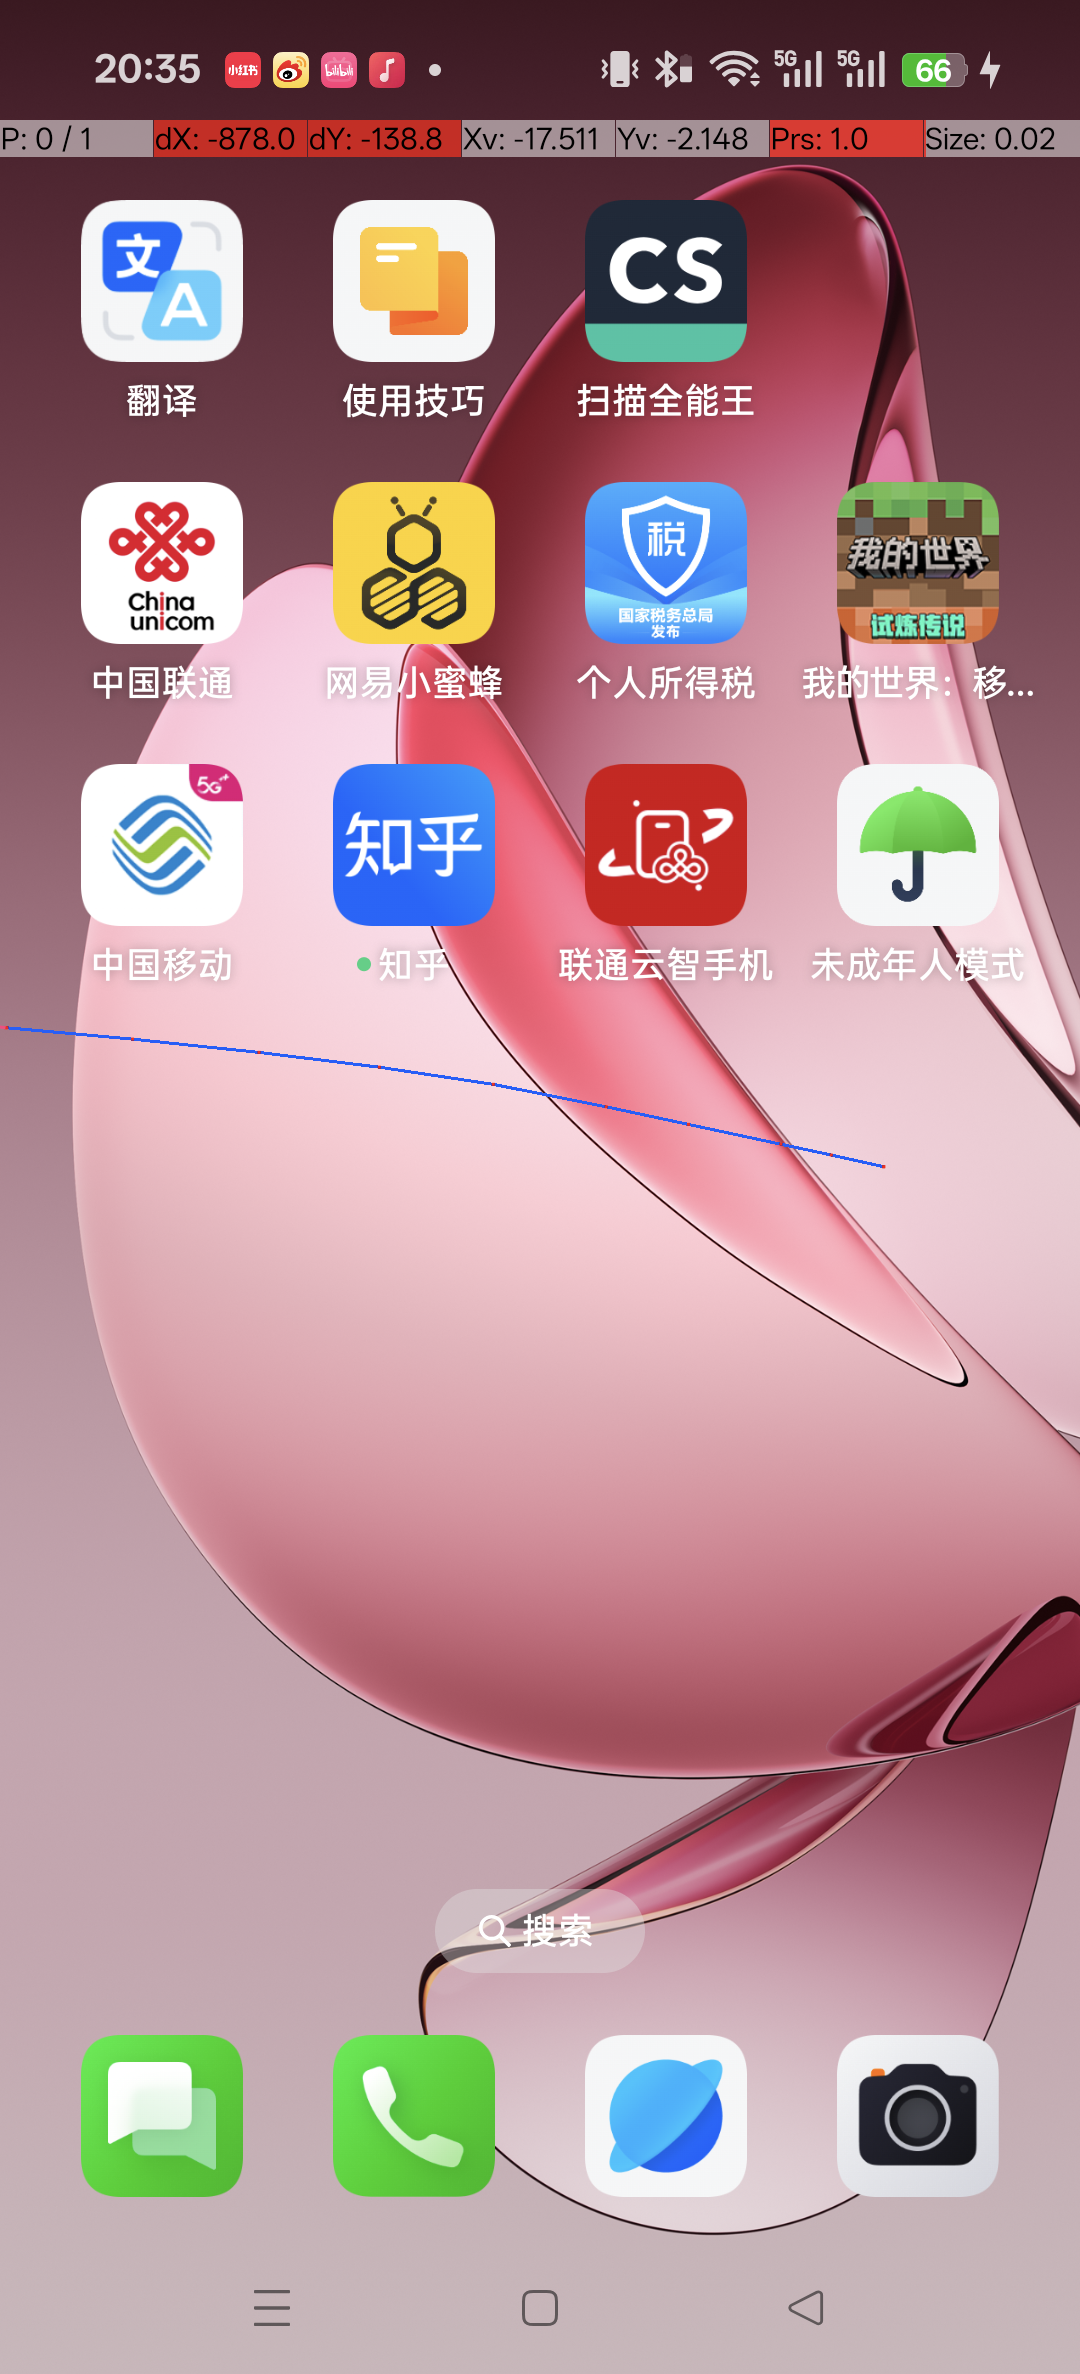 20:35 小红书 bilibili 5G 5G 66
P: 0 / 1 dX: -878.0 dY: -138.8 Xv: -17.511 Yv: -2.148 Prs: 1.0 Size: 0.02
文 A CS
翻译 使用技巧 扫描全能王
China unicom 税 国家税务总局 发布 我的世界 试炼传说
中国联通 网易小蜜蜂 个人所得税 我的世界：移...
5G+ 知乎
中国移动 知乎 联通云智手机 未成年人模式
搜索